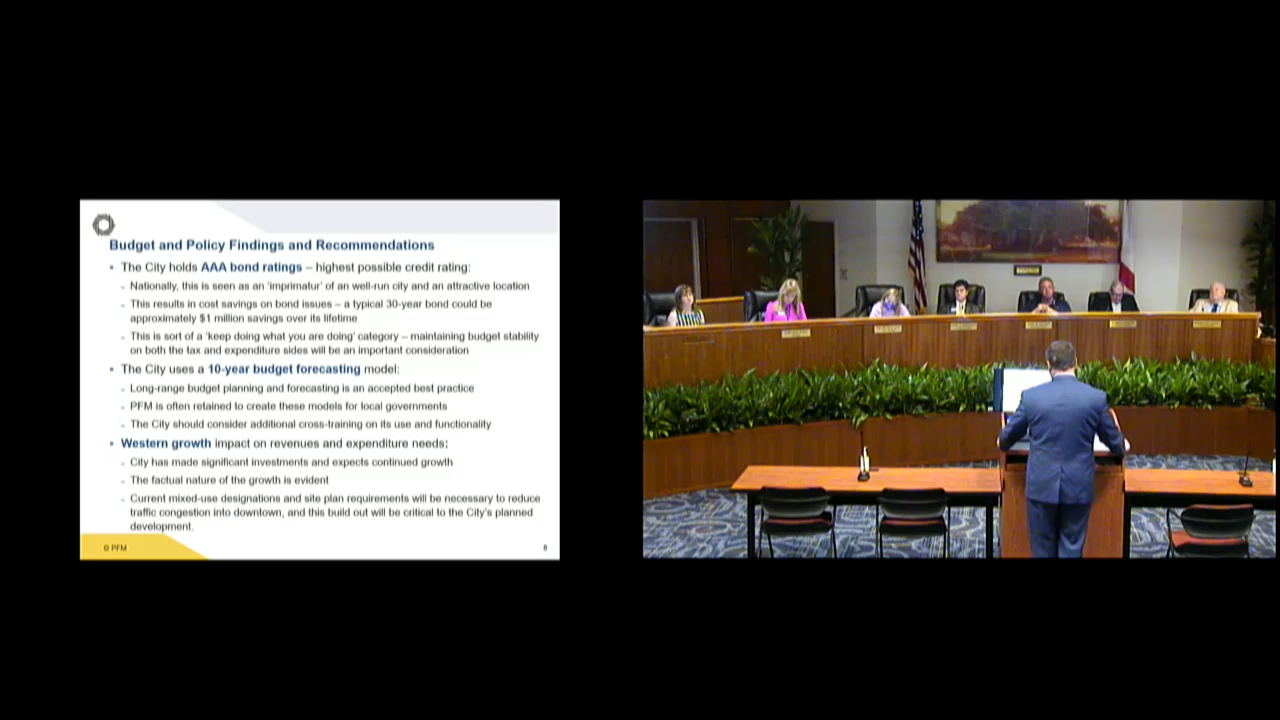 Budget and Policy Findings and Recommendations
• The City holds AAA bond ratings – highest possible credit rating:
- Nationally, this is seen as an 'imprimatur' of an well-run city and an attractive location
- This results in cost savings on bond issues – a typical 30-year bond could be
approximately $1 million savings over its lifetime
- This is sort of a 'keep doing what you are doing' category – maintaining budget stability
on both the tax and expenditure sides will be an important consideration
• The City uses a 10-year budget forecasting model:
- Long-range budget planning and forecasting is an accepted best practice
- PFM is often retained to create these models for local governments
- The City should consider additional cross-training on its use and functionality
• Western growth impact on revenues and expenditure needs:
- City has made significant investments and expects continued growth
- The factual nature of the growth is evident
- Current mixed-use designations and site plan requirements will be necessary to reduce
traffic congestion into downtown, and this build out will be critical to the City's planned
development.
© PFM
8